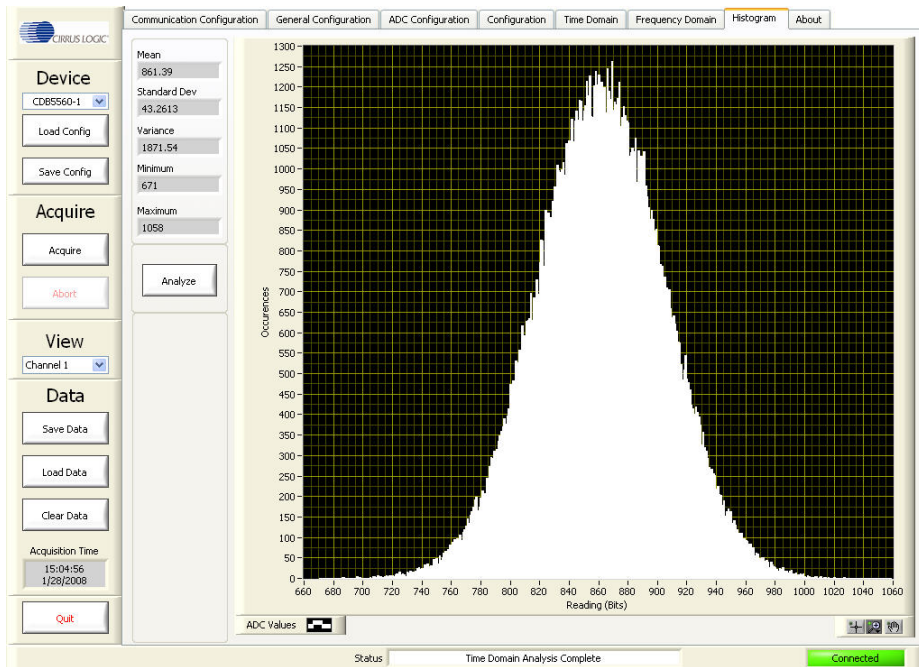 CIRRUS LOGIC
Communication Configuration
General Configuration
ADC Configuration
Configuration
Time Domain
Frequency Domain
Histogram
About
Device
CDB5560-1
Load Config
Save Config
Acquire
Acquire
Abort
View
Channel 1
Data
Save Data
Load Data
Clear Data
Acquisition Time
15:04:56
1/28/2008
Quit
Mean
861.39
Standard Dev
43.2613
Variance
1871.54
Minimum
671
Maximum
1058
Analyze
Occurences
1300
1250
1200
1150
1100
1050
1000
950
900
850
800
750
700
650
600
550
500
450
400
350
300
250
200
150
100
50
0
660 680 700 720 740 760 780 800 820 840 860 880 900 920 940 960 980 1000 1020 1040 1060
Reading (Bits)
ADC Values
Status
Time Domain Analysis Complete
Connected